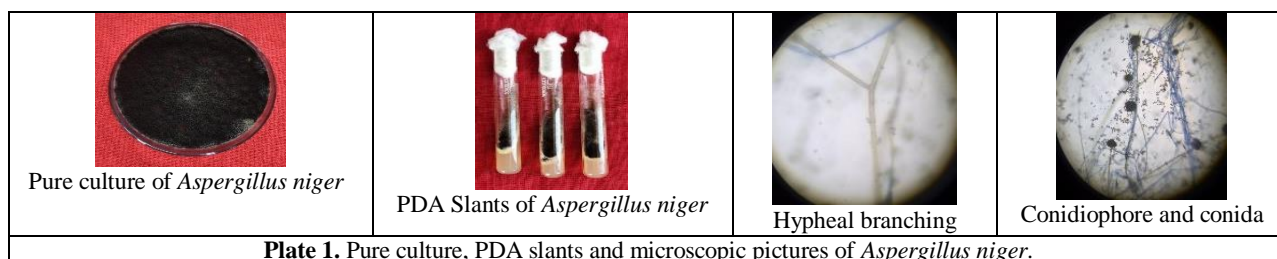 Pure culture of Aspergillus niger
PDA Slants of Aspergillus niger
Hypheal branching
Conidiophore and conida
Plate 1. Pure culture, PDA slants and microscopic pictures of Aspergillus niger.